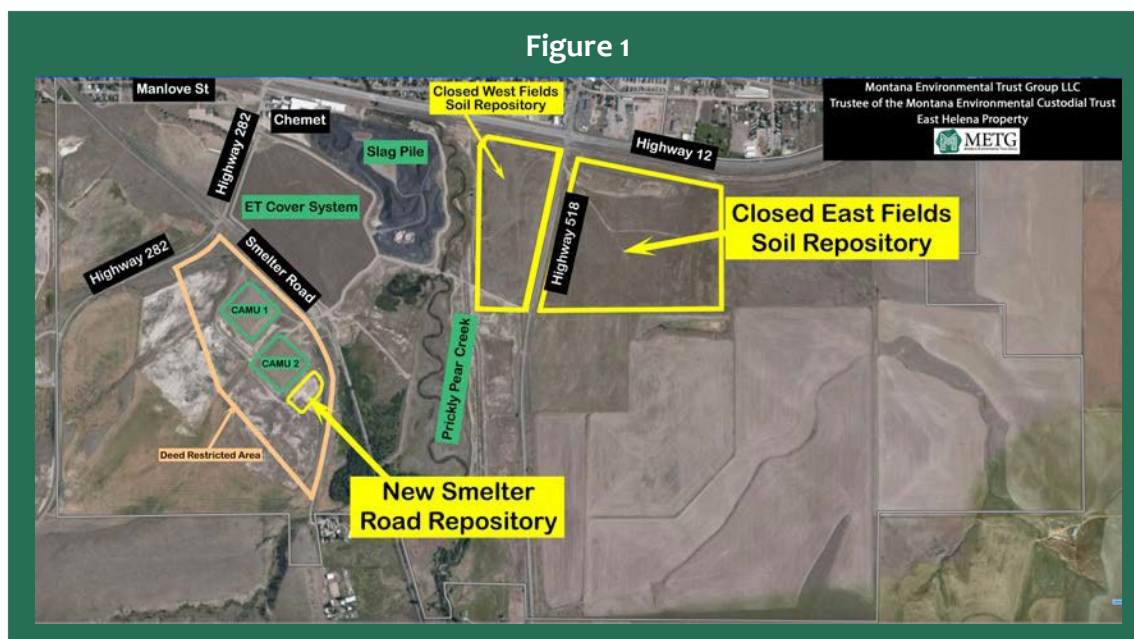 Figure 1
Manlove St
Closed West Fields
Soil Repository
Montana Environmental Trust Group LLC
Trustee of the Montana Environmental Custodial Trust
East Helena Property
METG
Chemet
Highway 282
Slag Pile
Highway 12
ET Cover System
Closed East Fields
Soil Repository
Highway 518
Highway 282
Smelter Road
CAMU 1
CAMU 2
Prickly Pear Creek
Deed Restricted Area
New Smelter
Road Repository